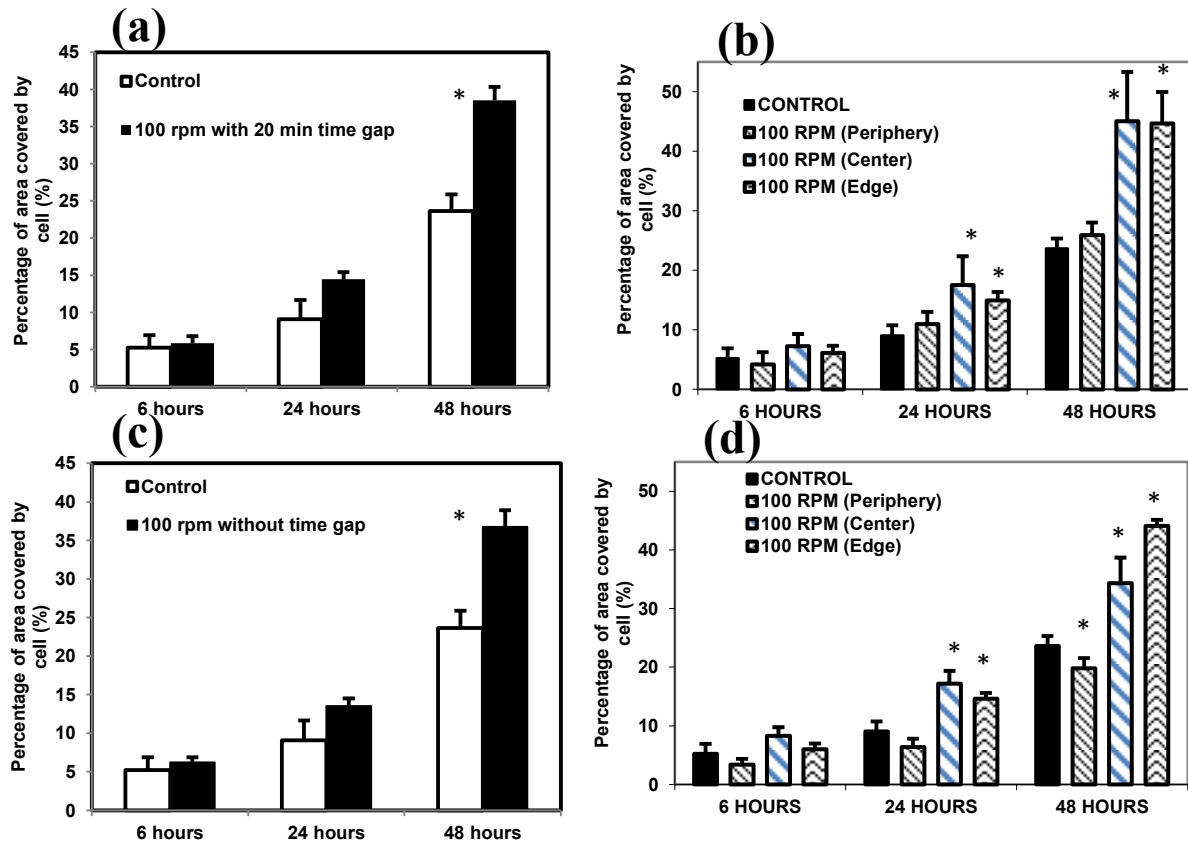 (a)
45
40
35
30
25
20
15
10
5
0
Percentage of area covered by
cell (%)
Control
100 rpm with 20 min time gap
*
6 hours
24 hours
48 hours
(b)
50
40
30
20
10
0
Percentage of area covered by
cell (%)
CONTROL
100 RPM (Periphery)
100 RPM (Center)
100 RPM (Edge)
* *
* *
6 HOURS
24 HOURS
48 HOURS
(c)
45
40
35
30
25
20
15
10
5
0
Percentage of area covered by
cell (%)
Control
100 rpm without time gap
*
6 hours
24 hours
48 hours
(d)
50
40
30
20
10
0
Percentage of area covered by
cell (%)
CONTROL
100 RPM (Periphery)
100 RPM (Center)
100 RPM (Edge)
* *
* * *
6 HOURS
24 HOURS
48 HOURS